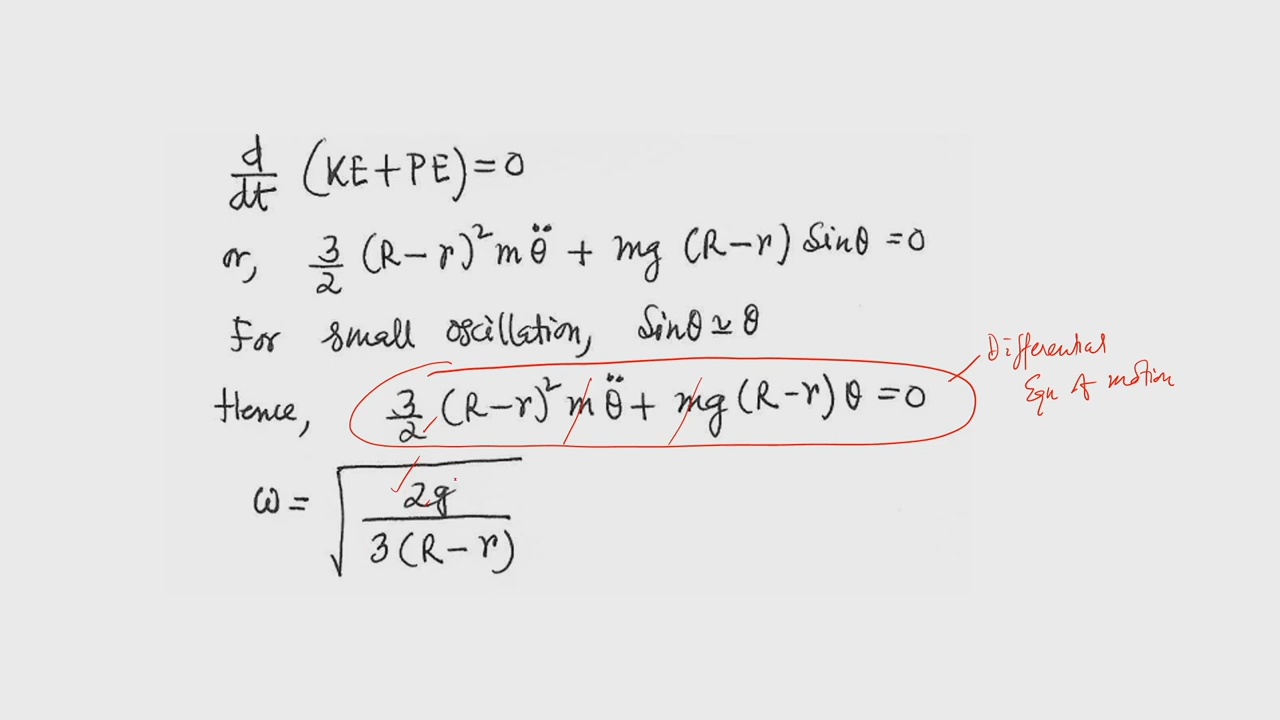 d/dt (KE+PE)=0
or, 3/2 (R-r)² m θ̈ + mg (R-r) Sinθ = 0
For small oscillation, Sinθ ≃ θ
Hence, 3/2 (R-r)² m θ̈ + mg (R-r) θ = 0
Differential
Eqn of motion
ω = √(2g / 3(R-r))